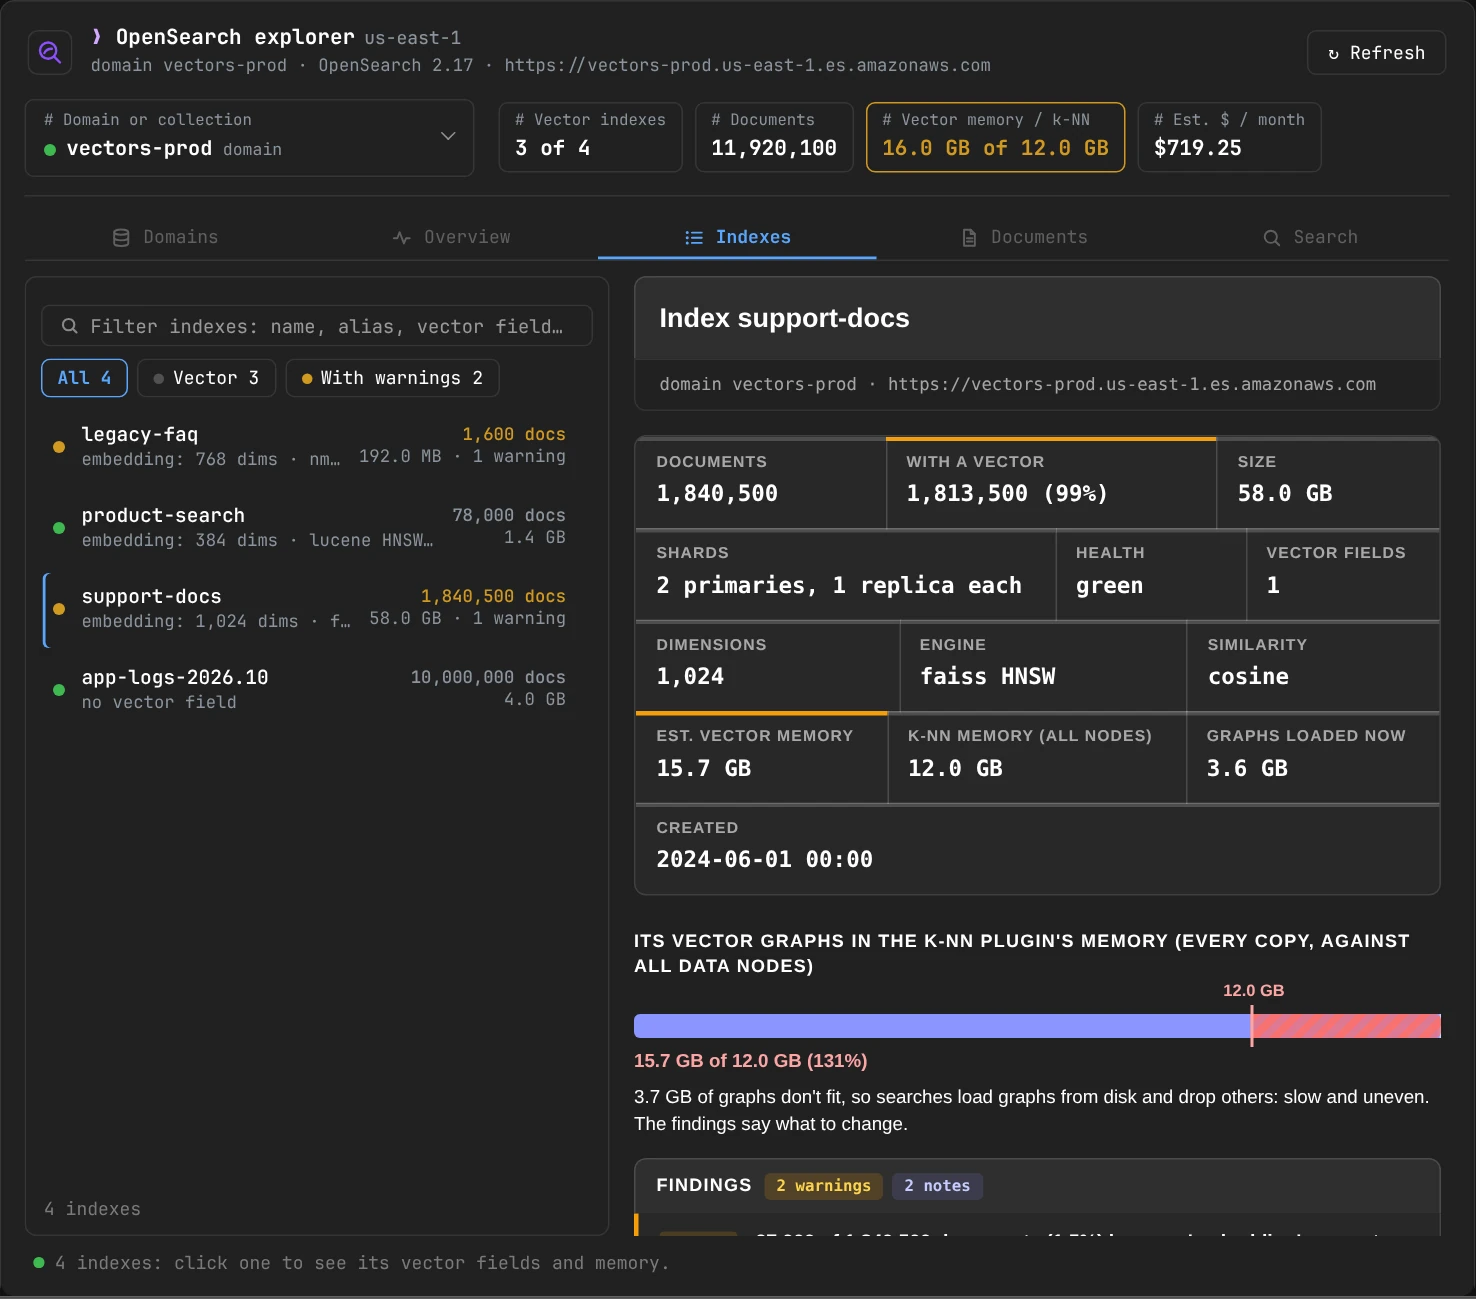 ❫ OpenSearch explorer us-east-1
domain vectors-prod · OpenSearch 2.17 · https://vectors-prod.us-east-1.es.amazonaws.com
↻ Refresh
# Domain or collection
vectors-prod domain
# Vector indexes
3 of 4
# Documents
11,920,100
# Vector memory / k-NN
16.0 GB of 12.0 GB
# Est. $ / month
$719.25
Domains
Overview
Indexes
Documents
Search
Filter indexes: name, alias, vector field…
All 4
Vector 3
With warnings 2
legacy-faq
1,600 docs
embedding: 768 dims · nm…
192.0 MB · 1 warning
product-search
78,000 docs
embedding: 384 dims · lucene HNSW…
1.4 GB
support-docs
1,840,500 docs
embedding: 1,024 dims · f…
58.0 GB · 1 warning
app-logs-2026.10
10,000,000 docs
no vector field
4.0 GB
4 indexes
Index support-docs
domain vectors-prod · https://vectors-prod.us-east-1.es.amazonaws.com
DOCUMENTS
1,840,500
WITH A VECTOR
1,813,500 (99%)
SIZE
58.0 GB
SHARDS
2 primaries, 1 replica each
HEALTH
green
VECTOR FIELDS
1
DIMENSIONS
1,024
ENGINE
faiss HNSW
SIMILARITY
cosine
EST. VECTOR MEMORY
15.7 GB
K-NN MEMORY (ALL NODES)
12.0 GB
GRAPHS LOADED NOW
3.6 GB
CREATED
2024-06-01 00:00
ITS VECTOR GRAPHS IN THE K-NN PLUGIN'S MEMORY (EVERY COPY, AGAINST
ALL DATA NODES)
12.0 GB
15.7 GB of 12.0 GB (131%)
3.7 GB of graphs don't fit, so searches load graphs from disk and drop others: slow and uneven.
The findings say what to change.
FINDINGS
2 warnings
2 notes
4 indexes: click one to see its vector fields and memory.